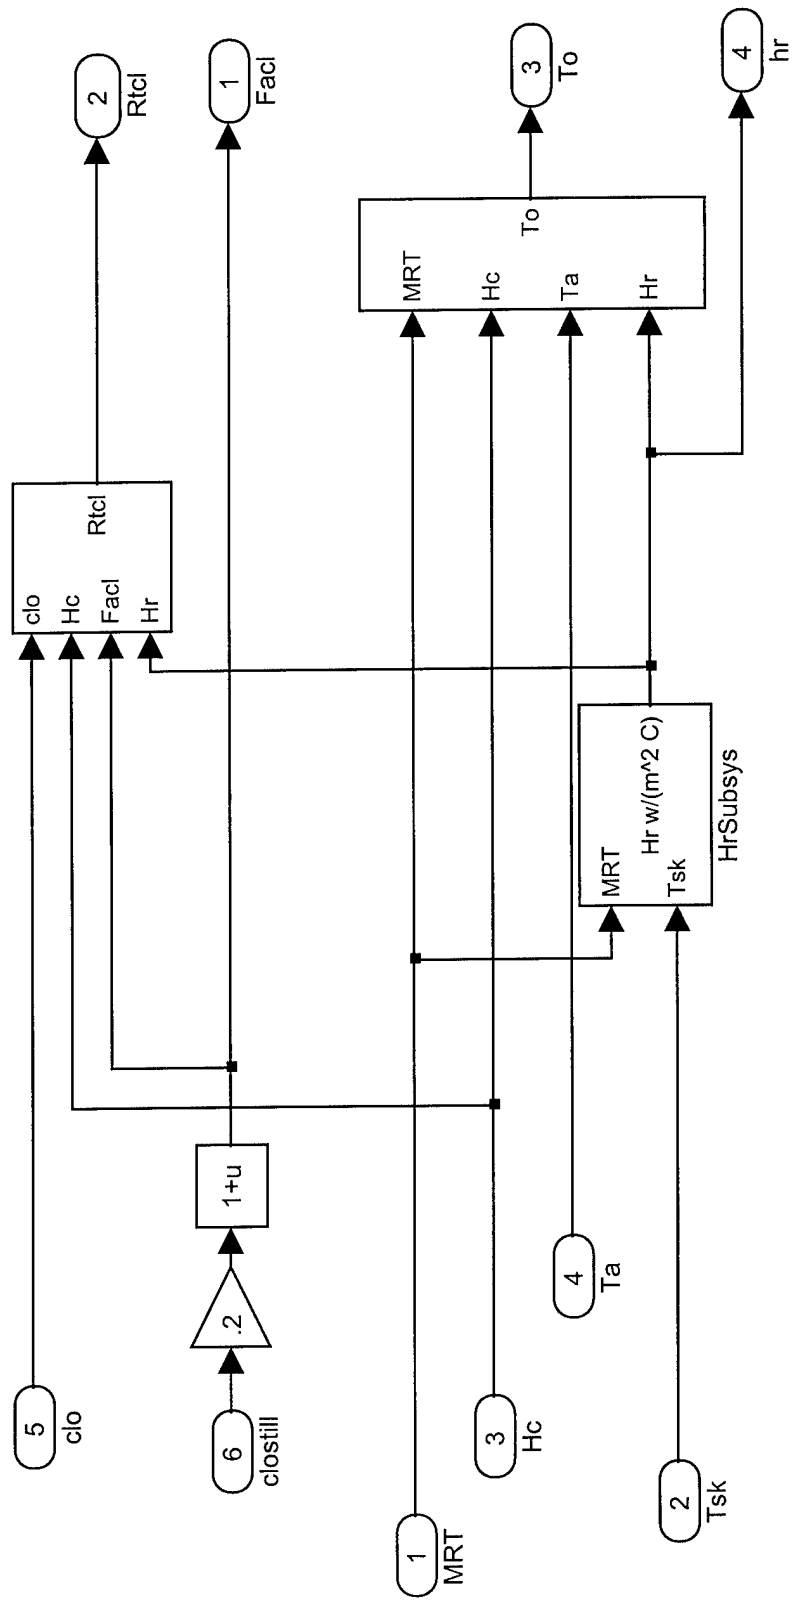 5
clo
clo
Hc
Facl
Hr
Rtcl
2
Rtcl
6
clostill
.2
1+u
1
Facl
1
MRT
3
Hc
4
Ta
2
Tsk
MRT
Tsk
Hr w/(m^2 C)
HrSubsys
MRT
Hc
Ta
Hr
To
3
To
4
hr